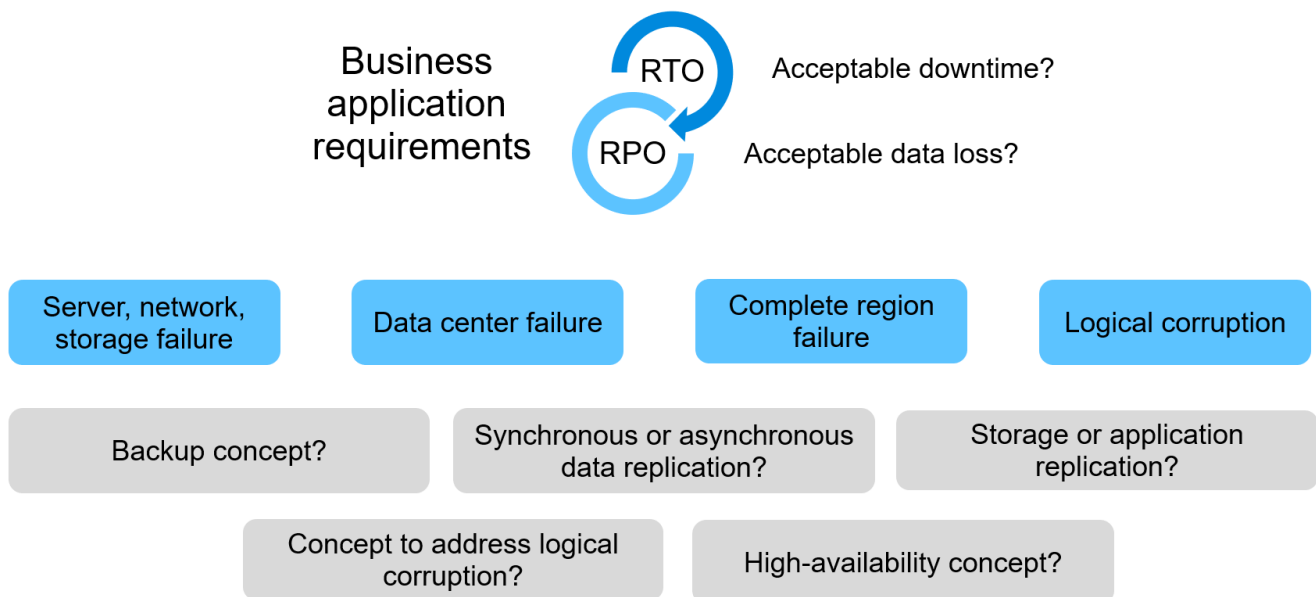 Business
application
requirements
RTO
Acceptable downtime?
RPO
Acceptable data loss?
Server, network,
storage failure
Data center failure
Complete region
failure
Logical corruption
Backup concept?
Synchronous or asynchronous
data replication?
Storage or application
replication?
Concept to address logical
corruption?
High-availability concept?